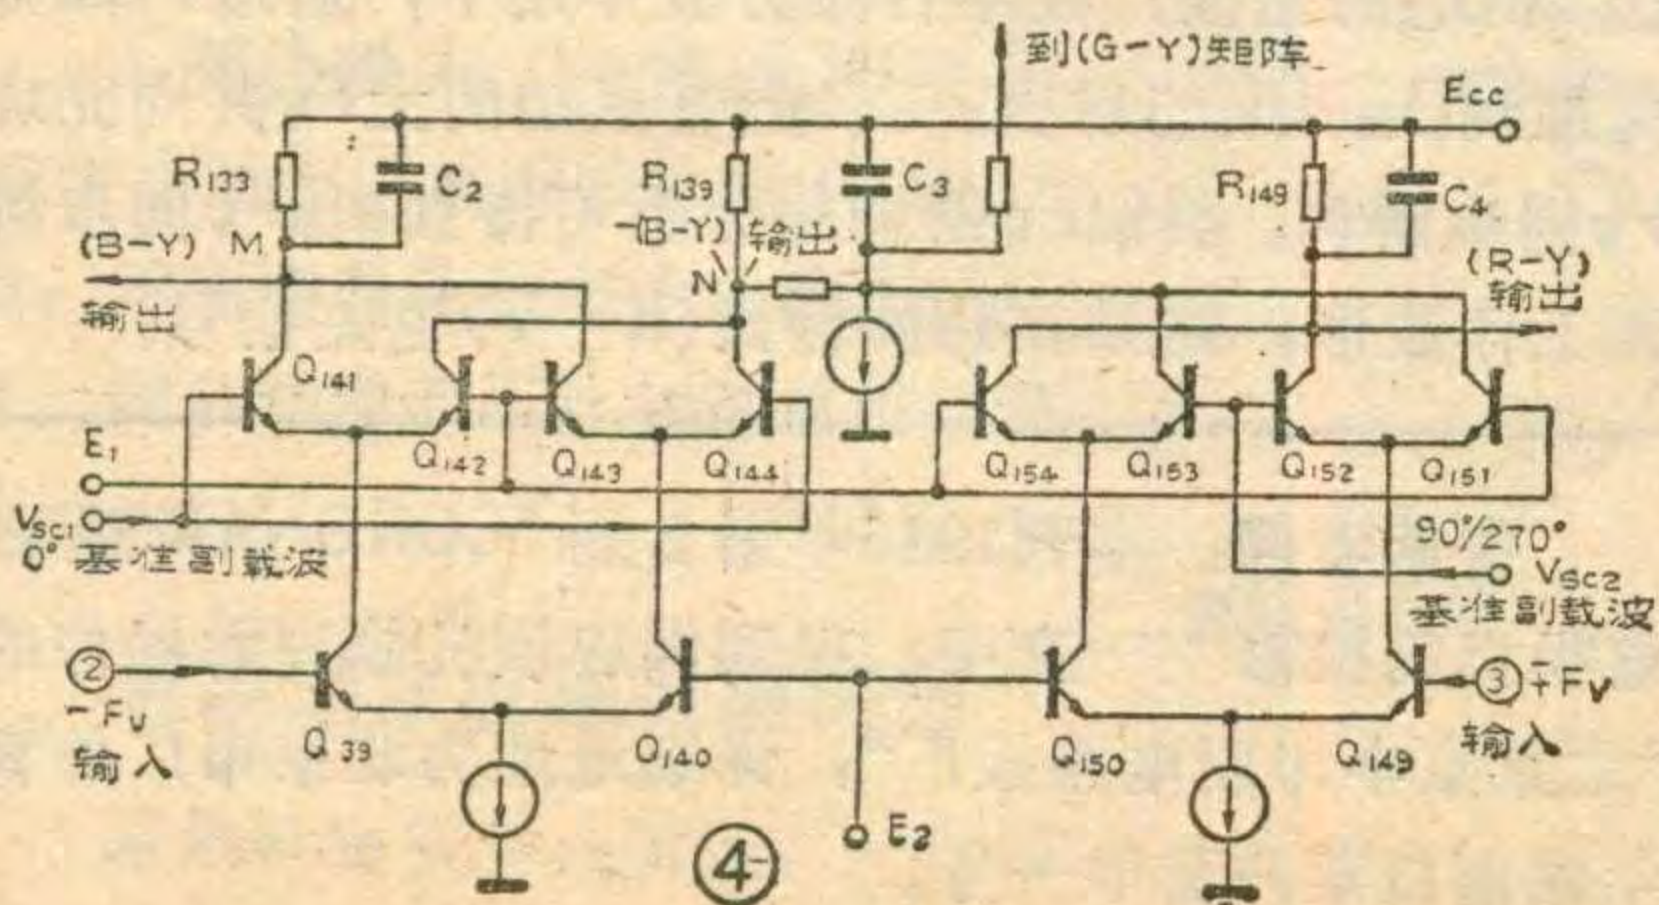 到(G-Y)矩阵
Ecc
R133
C2
R139
C3
R149
C4
(B-Y) M
输出
-(B-Y) 输出
N
(R-Y)
输出
Q141
Q142
Q143
Q144
Q154
Q153
Q152
Q151
E1
VSC1
0° 基准副载波
90°/270°
VSC2
基准副载波
②
-FU
输入
Q39
Q140
Q150
Q149
③ ∓FV
输入
E2
④